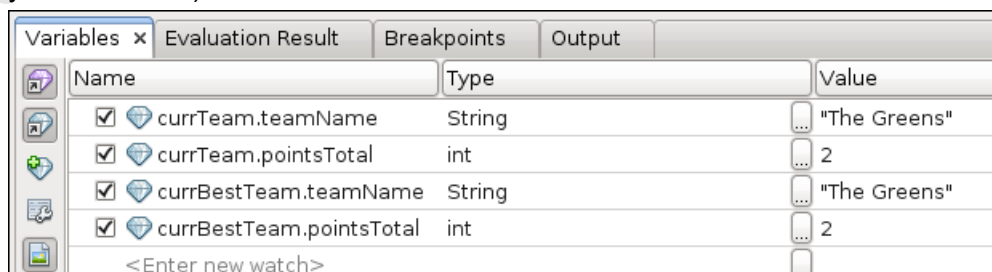 Variables × Evaluation Result Breakpoints Output
Name Type Value
currTeam.teamName String ... "The Greens"
currTeam.pointsTotal int ... 2
currBestTeam.teamName String ... "The Greens"
currBestTeam.pointsTotal int ... 2
<Enter new watch>